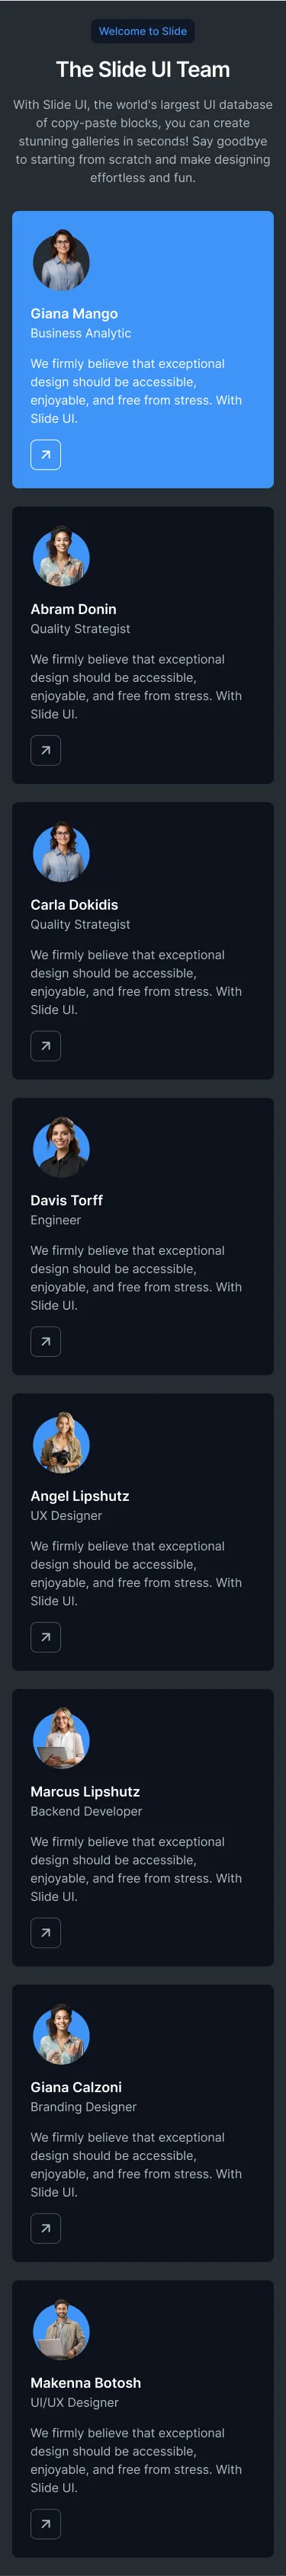 Welcome to Slide
The Slide UI Team
With Slide UI, the world's largest UI database
of copy-paste blocks, you can create
stunning galleries in seconds! Say goodbye
to starting from scratch and make designing
effortless and fun.
Giana Mango
Business Analytic
We firmly believe that exceptional
design should be accessible,
enjoyable, and free from stress. With
Slide UI.
Abram Donin
Quality Strategist
We firmly believe that exceptional
design should be accessible,
enjoyable, and free from stress. With
Slide UI.
Carla Dokidis
Quality Strategist
We firmly believe that exceptional
design should be accessible,
enjoyable, and free from stress. With
Slide UI.
Davis Torff
Engineer
We firmly believe that exceptional
design should be accessible,
enjoyable, and free from stress. With
Slide UI.
Angel Lipshutz
UX Designer
We firmly believe that exceptional
design should be accessible,
enjoyable, and free from stress. With
Slide UI.
Marcus Lipshutz
Backend Developer
We firmly believe that exceptional
design should be accessible,
enjoyable, and free from stress. With
Slide UI.
Giana Calzoni
Branding Designer
We firmly believe that exceptional
design should be accessible,
enjoyable, and free from stress. With
Slide UI.
Makenna Botosh
UI/UX Designer
We firmly believe that exceptional
design should be accessible,
enjoyable, and free from stress. With
Slide UI.